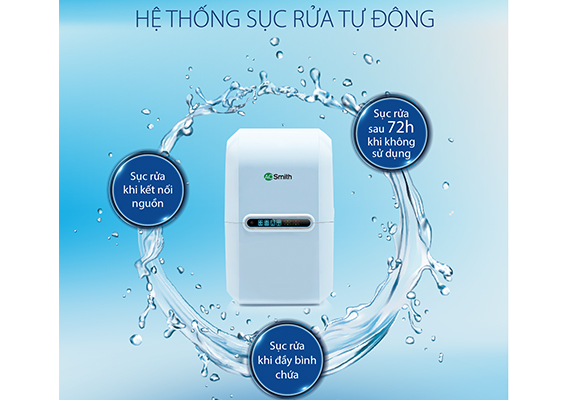 HỆ THỐNG SỤC RỬA TỰ ĐỘNG
Sục rửa
sau 72h
khi không
sử dụng
Sục rửa
khi kết nối
nguồn
Smith
Sục rửa
khi đầy bình
chứa